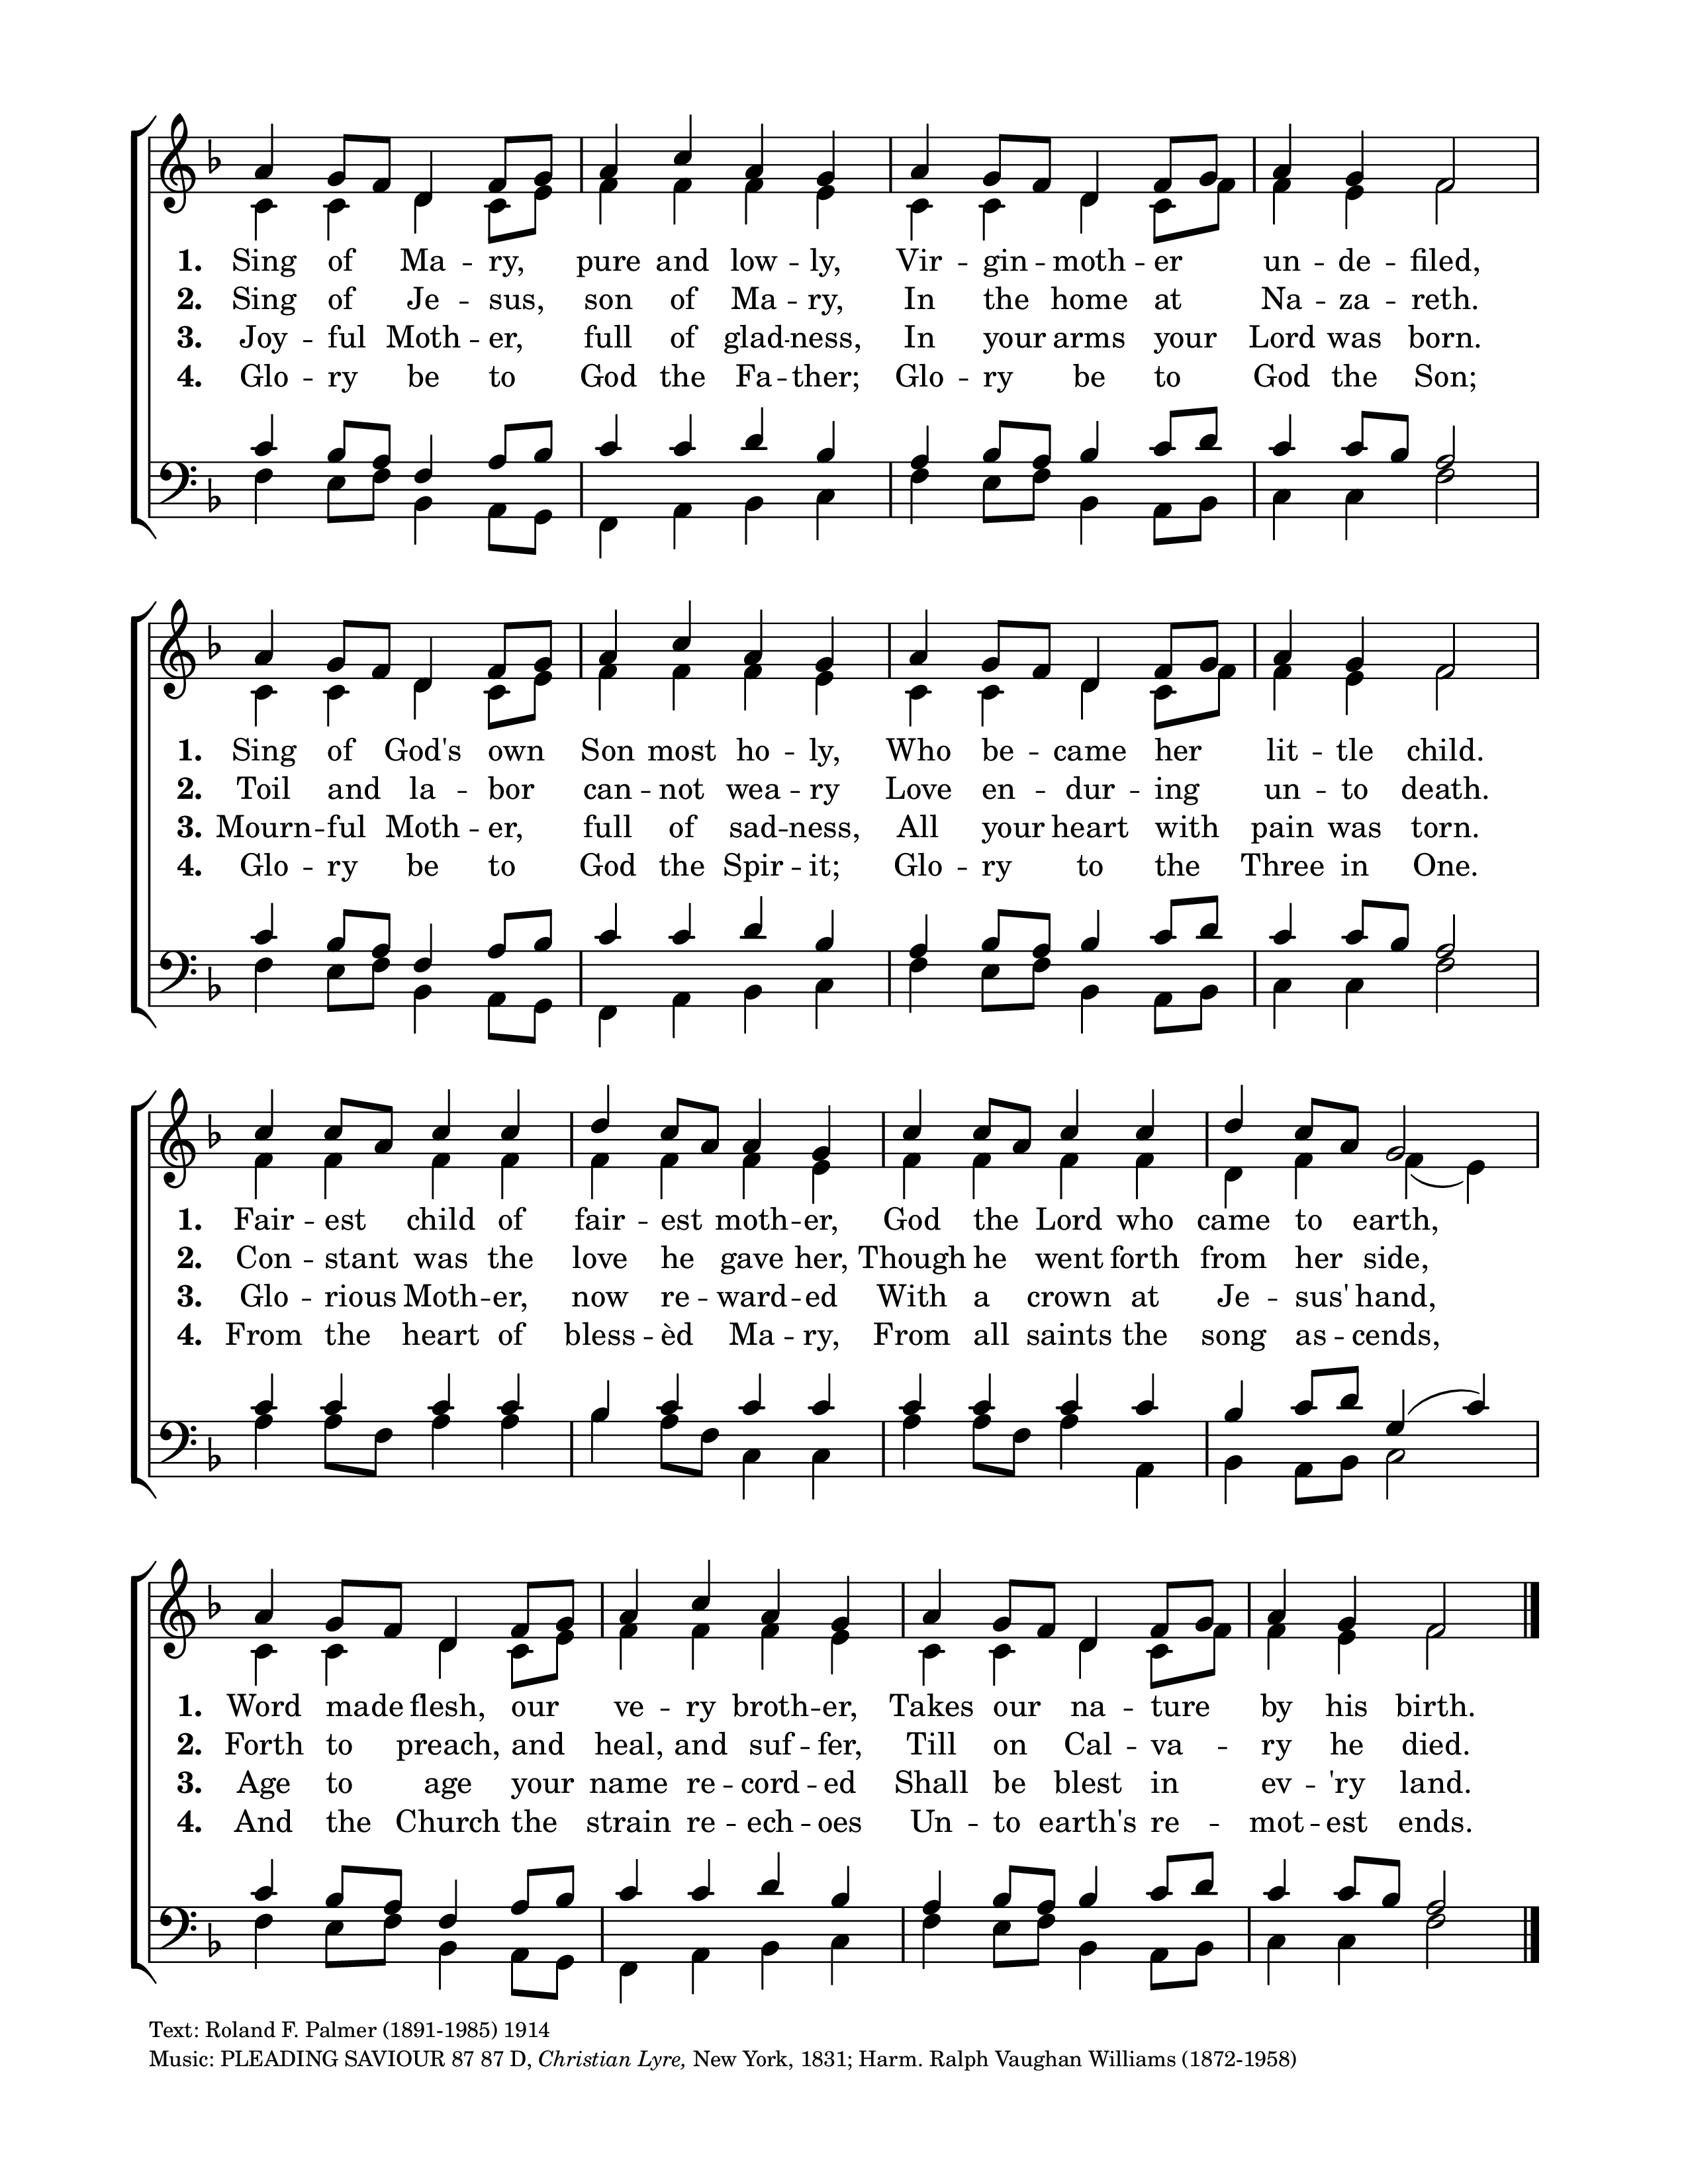 1. Sing of Ma -- ry, pure and low -- ly, Vir -- gin -- moth -- er un -- de -- filed,
2. Sing of Je -- sus, son of Ma -- ry, In the home at Na -- za -- reth.
3. Joy -- ful Moth -- er, full of glad -- ness, In your arms your Lord was born.
4. Glo -- ry be to God the Fa -- ther; Glo -- ry be to God the Son;
1. Sing of God's own Son most ho -- ly, Who be -- came her lit -- tle child.
2. Toil and la -- bor can -- not wea -- ry Love en -- dur -- ing un -- to death.
3. Mourn -- ful Moth -- er, full of sad -- ness, All your heart with pain was torn.
4. Glo -- ry be to God the Spir -- it; Glo -- ry to the Three in One.
1. Fair -- est child of fair -- est moth -- er, God the Lord who came to earth,
2. Con -- stant was the love he gave her, Though he went forth from her side,
3. Glo -- rious Moth -- er, now re -- ward -- ed With a crown at Je -- sus' hand,
4. From the heart of bless -- èd Ma -- ry, From all saints the song as -- cends,
1. Word made flesh, our ve -- ry broth -- er, Takes our na -- ture by his birth.
2. Forth to preach, and heal, and suf -- fer, Till on Cal -- va -- ry he died.
3. Age to age your name re -- cord -- ed Shall be blest in ev -- 'ry land.
4. And the Church the strain re -- ech -- oes Un -- to earth's re -- mot -- est ends.
Text: Roland F. Palmer (1891-1985) 1914
Music: PLEADING SAVIOUR 87 87 D, Christian Lyre, New York, 1831; Harm. Ralph Vaughan Williams (1872-1958)